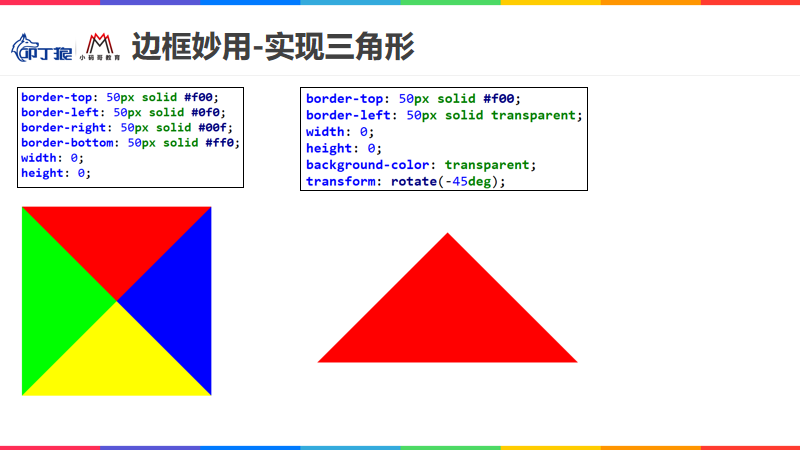 叩丁狼
小码哥教育
边框妙用-实现三角形
border-top: 50px solid #f00;
border-left: 50px solid #0f0;
border-right: 50px solid #00f;
border-bottom: 50px solid #ff0;
width: 0;
height: 0;
border-top: 50px solid #f00;
border-left: 50px solid transparent;
width: 0;
height: 0;
background-color: transparent;
transform: rotate(-45deg);